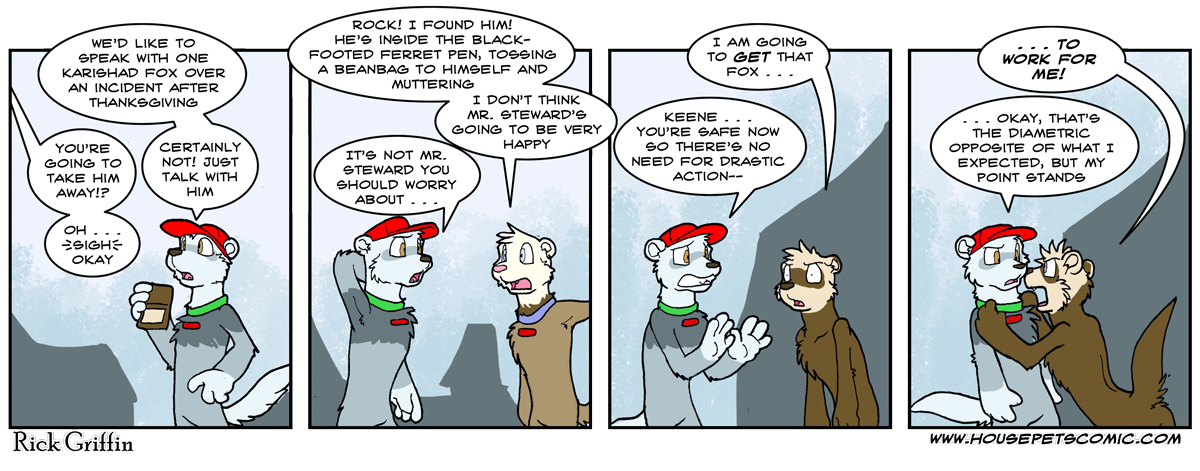 WE'D LIKE TO
SPEAK WITH ONE
KARISHAD FOX OVER
AN INCIDENT AFTER
THANKSGIVING
YOU'RE
GOING TO
TAKE HIM
AWAY!?
CERTAINLY
NOT! JUST
TALK WITH
HIM
OH . . .
SIGH
OKAY
ROCK! I FOUND HIM!
HE'S INSIDE THE BLACK-
FOOTED FERRET PEN, TOSSING
A BEANBAG TO HIMSELF AND
MUTTERING
I DON'T THINK
MR. STEWARD'S
GOING TO BE VERY
HAPPY
IT'S NOT MR.
STEWARD YOU
SHOULD WORRY
ABOUT . . .
I AM GOING
TO GET THAT
FOX . . .
KEENE . . .
YOU'RE SAFE NOW
SO THERE'S NO
NEED FOR DRASTIC
ACTION--
. . . TO
WORK FOR
ME!
. . . OKAY, THAT'S
THE DIAMETRIC
OPPOSITE OF WHAT I
EXPECTED, BUT MY
POINT STANDS
Rick Griffin
WWW.HOUSEPETSCOMIC.COM